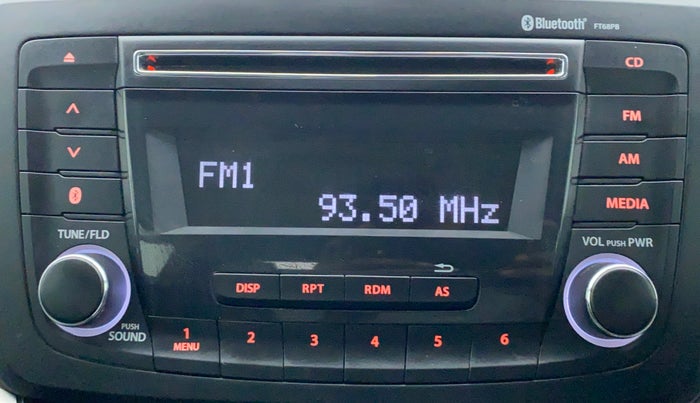 Bluetooth® FT68PB
CD
FM
AM
MEDIA
FM1
93.50 MHz
TUNE/FLD
VOL PUSH PWR
DISP RPT RDM AS
PUSH
SOUND
1 2 3 4 5 6
MENU